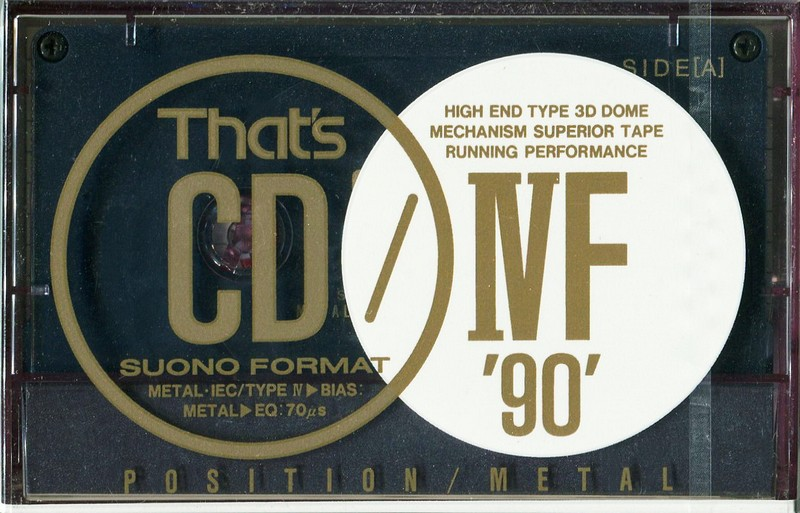 SIDE[A]
That's
CD
SUONO FORMAT
METAL·IEC/TYPE Ⅳ▶BIAS:
METAL▶EQ:70μs
/
HIGH END TYPE 3D DOME
MECHANISM SUPERIOR TAPE
RUNNING PERFORMANCE
ⅣF
'90'
POSITION/METAL